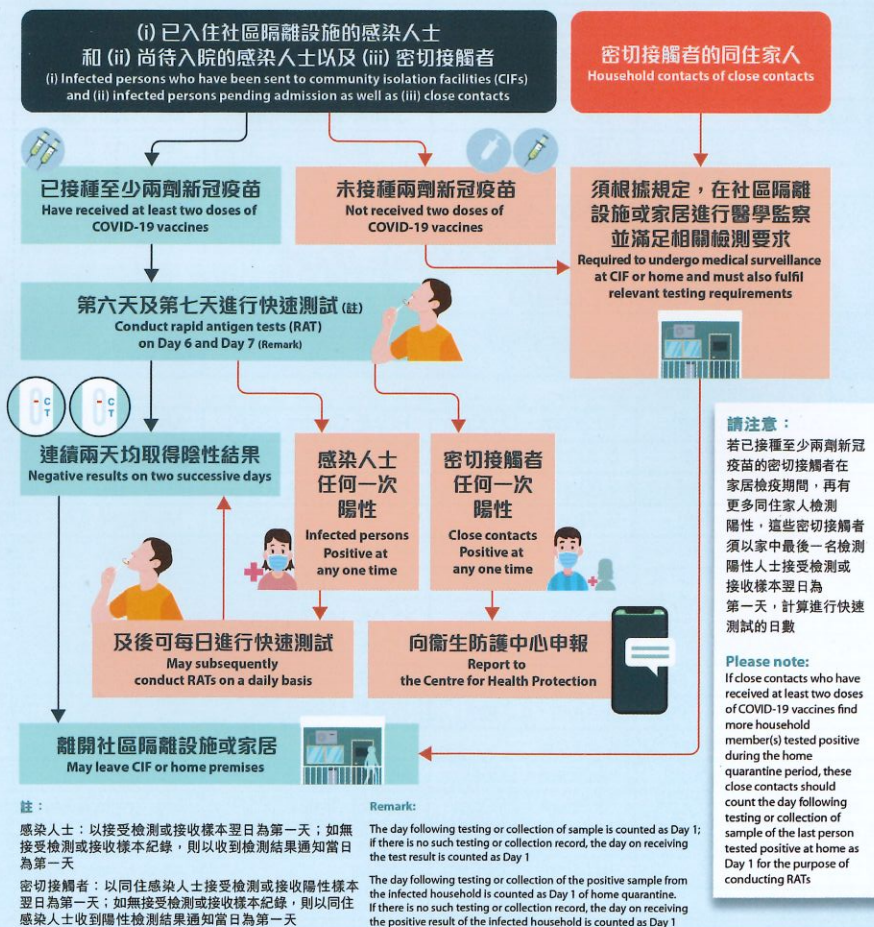 (i) 已入住社區隔離設施的感染人士
和 (ii) 尚待入院的感染人士以及 (iii) 密切接觸者
(i) Infected persons who have been sent to community isolation facilities (CIFs)
and (ii) infected persons pending admission as well as (iii) close contacts
密切接觸者的同住家人
Household contacts of close contacts
已接種至少兩劑新冠疫苗
Have received at least two doses of
COVID-19 vaccines
未接種兩劑新冠疫苗
Not received two doses of
COVID-19 vaccines
須根據規定，在社區隔離
設施或家居進行醫學監察
並滿足相關檢測要求
Required to undergo medical surveillance
at CIF or home and must also fulfil
relevant testing requirements
第六天及第七天進行快速測試 (註)
Conduct rapid antigen tests (RAT)
on Day 6 and Day 7 (Remark)
C
T
C
T
連續兩天均取得陰性結果
Negative results on two successive days
感染人士
任何一次
陽性
Infected persons
Positive at
any one time
密切接觸者
任何一次
陽性
Close contacts
Positive at
any one time
及後可每日進行快速測試
May subsequently
conduct RATs on a daily basis
向衞生防護中心申報
Report to
the Centre for Health Protection
離開社區隔離設施或家居
May leave CIF or home premises
請注意：
若已接種至少兩劑新冠
疫苗的密切接觸者在
家居檢疫期間，再有
更多同住家人檢測
陽性，這些密切接觸者
須以家中最後一名檢測
陽性人士接受檢測或
接收樣本翌日為
第一天，計算進行快速
測試的日數
Please note:
If close contacts who have
received at least two doses
of COVID-19 vaccines find
more household
member(s) tested positive
during the home
quarantine period, these
close contacts should
count the day following
testing or collection of
sample of the last person
tested positive at home as
Day 1 for the purpose of
conducting RATs
註：
感染人士：以接受檢測或接收樣本翌日為第一天；如無
接受檢測或接收樣本紀錄，則以收到檢測結果通知當日
為第一天
密切接觸者：以同住感染人士接受檢測或接收陽性樣本
翌日為第一天；如無接受檢測或接收樣本紀錄，則以同住
感染人士收到陽性檢測結果通知當日為第一天
Remark:
The day following testing or collection of sample is counted as Day 1;
if there is no such testing or collection record, the day on receiving
the test result is counted as Day 1
The day following testing or collection of the positive sample from
the infected household is counted as Day 1 of home quarantine.
If there is no such testing or collection record, the day on receiving
the positive result of the infected household is counted as Day 1